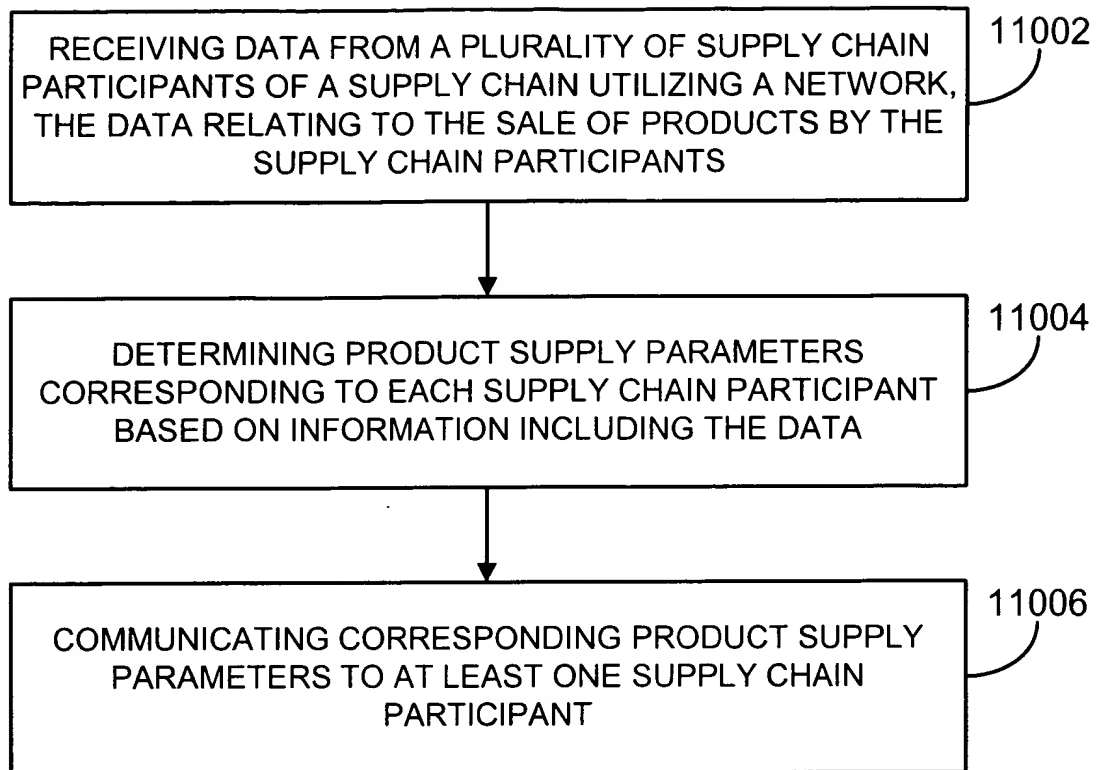 RECEIVING DATA FROM A PLURALITY OF SUPPLY CHAIN
PARTICIPANTS OF A SUPPLY CHAIN UTILIZING A NETWORK,
THE DATA RELATING TO THE SALE OF PRODUCTS BY THE
SUPPLY CHAIN PARTICIPANTS
11002
DETERMINING PRODUCT SUPPLY PARAMETERS
CORRESPONDING TO EACH SUPPLY CHAIN PARTICIPANT
BASED ON INFORMATION INCLUDING THE DATA
11004
COMMUNICATING CORRESPONDING PRODUCT SUPPLY
PARAMETERS TO AT LEAST ONE SUPPLY CHAIN
PARTICIPANT
11006